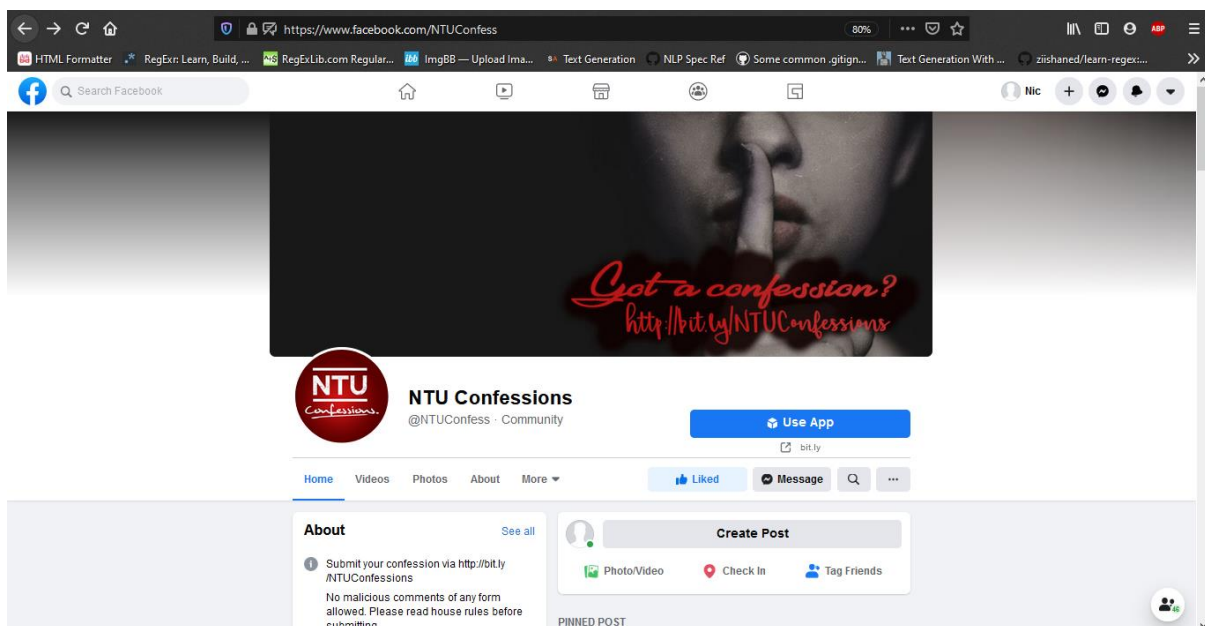 https://www.facebook.com/NTUConfess 80%
HTML Formatter RegExr: Learn, Build, ... RegExLib.com Regular... ImgBB — Upload Ima... Text Generation NLP Spec Ref Some common .gitign... Text Generation With ... ziishaned/learn-regex:...
Search Facebook Nic
Got a confession?
http://bit.ly/NTUConfessions
NTU
Confessions.
NTU Confessions
@NTUConfess · Community
Use App
bit.ly
Home Videos Photos About More Liked Message
About See all
Submit your confession via http://bit.ly
/NTUConfessions
No malicious comments of any form
allowed. Please read house rules before
submitting
Create Post
Photo/Video Check In Tag Friends
PINNED POST
ABP
46